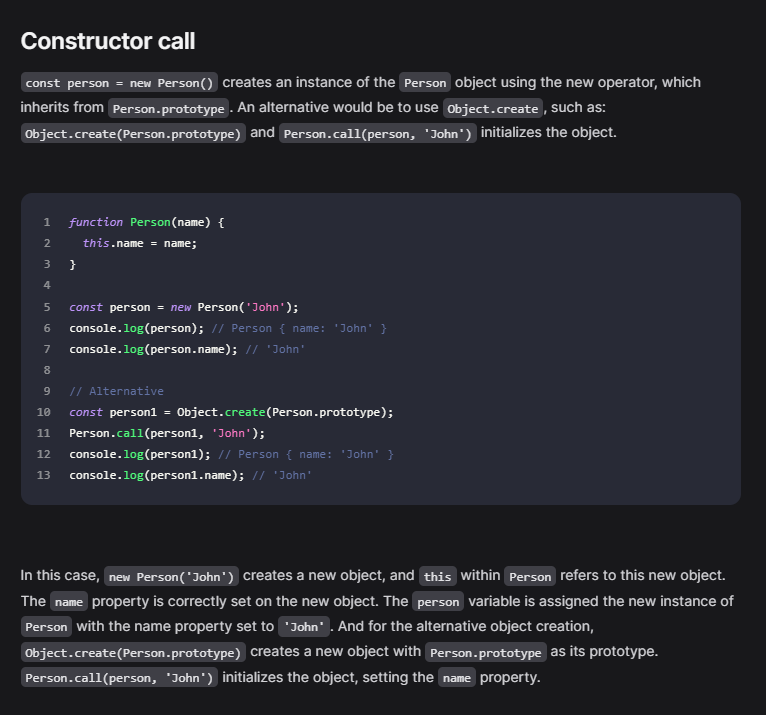 Constructor call
const person = new Person() creates an instance of the Person object using the new operator, which
inherits from Person.prototype. An alternative would be to use Object.create, such as:
Object.create(Person.prototype) and Person.call(person, 'John') initializes the object.
1 function Person(name) {
2   this.name = name;
3 }
4
5 const person = new Person('John');
6 console.log(person); // Person { name: 'John' }
7 console.log(person.name); // 'John'
8
9 // Alternative
10 const person1 = Object.create(Person.prototype);
11 Person.call(person1, 'John');
12 console.log(person1); // Person { name: 'John' }
13 console.log(person1.name); // 'John'
In this case, new Person('John') creates a new object, and this within Person refers to this new object.
The name property is correctly set on the new object. The person variable is assigned the new instance of
Person with the name property set to 'John'. And for the alternative object creation,
Object.create(Person.prototype) creates a new object with Person.prototype as its prototype.
Person.call(person, 'John') initializes the object, setting the name property.